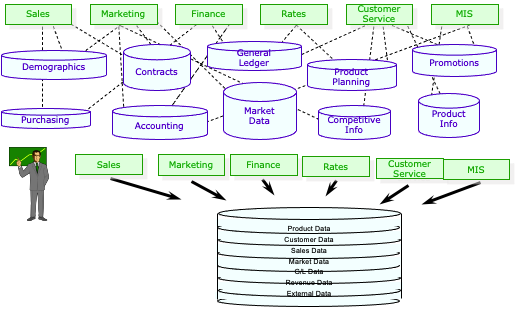 Sales
Marketing
Finance
Rates
Customer
Service
MIS
Demographics
Contracts
General
Ledger
Product
Planning
Promotions
Purchasing
Accounting
Market
Data
Competitive
Info
Product
Info
Sales
Marketing
Finance
Rates
Customer
Service
MIS
Product Data
Customer Data
Sales Data
Market Data
G/L Data
Revenue Data
External Data